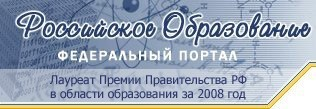 Российское Образование
ФЕДЕРАЛЬНЫЙ ПОРТАЛ
Лауреат Премии Правительства РФ
в области образования за 2008 год